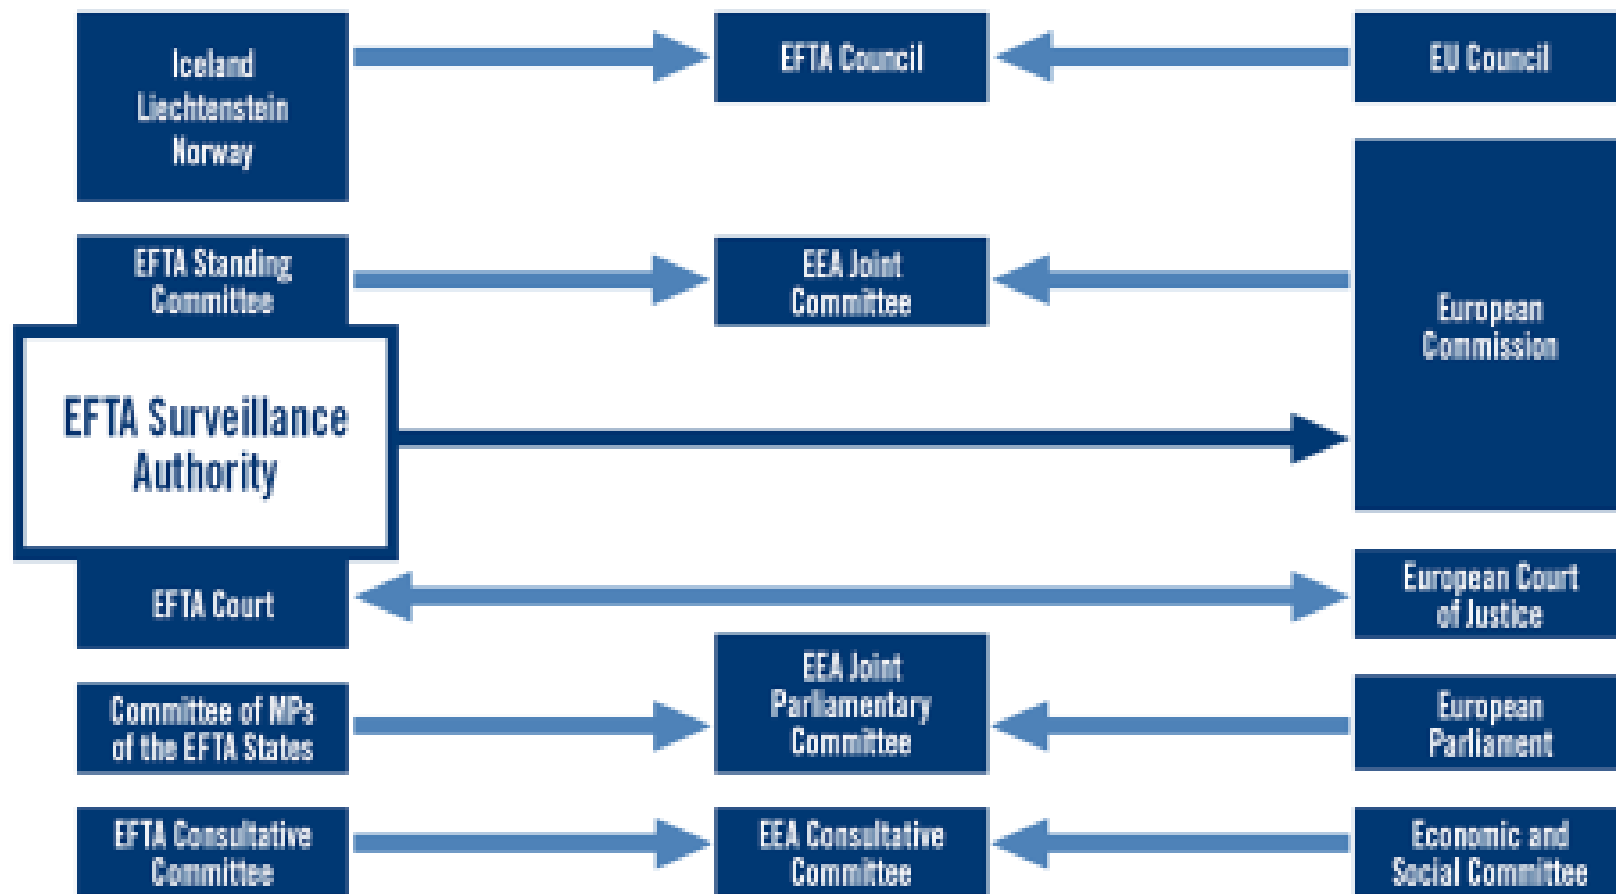 Iceland
Liechtenstein
Norway
EFTA Council
EU Council
EFTA Standing
Committee
EEA Joint
Committee
European
Commission
EFTA Surveillance
Authority
EFTA Court
European Court
of Justice
Committee of MPs
of the EFTA States
EEA Joint
Parliamentary
Committee
European
Parliament
EFTA Consultative
Committee
EEA Consultative
Committee
Economic and
Social Committee